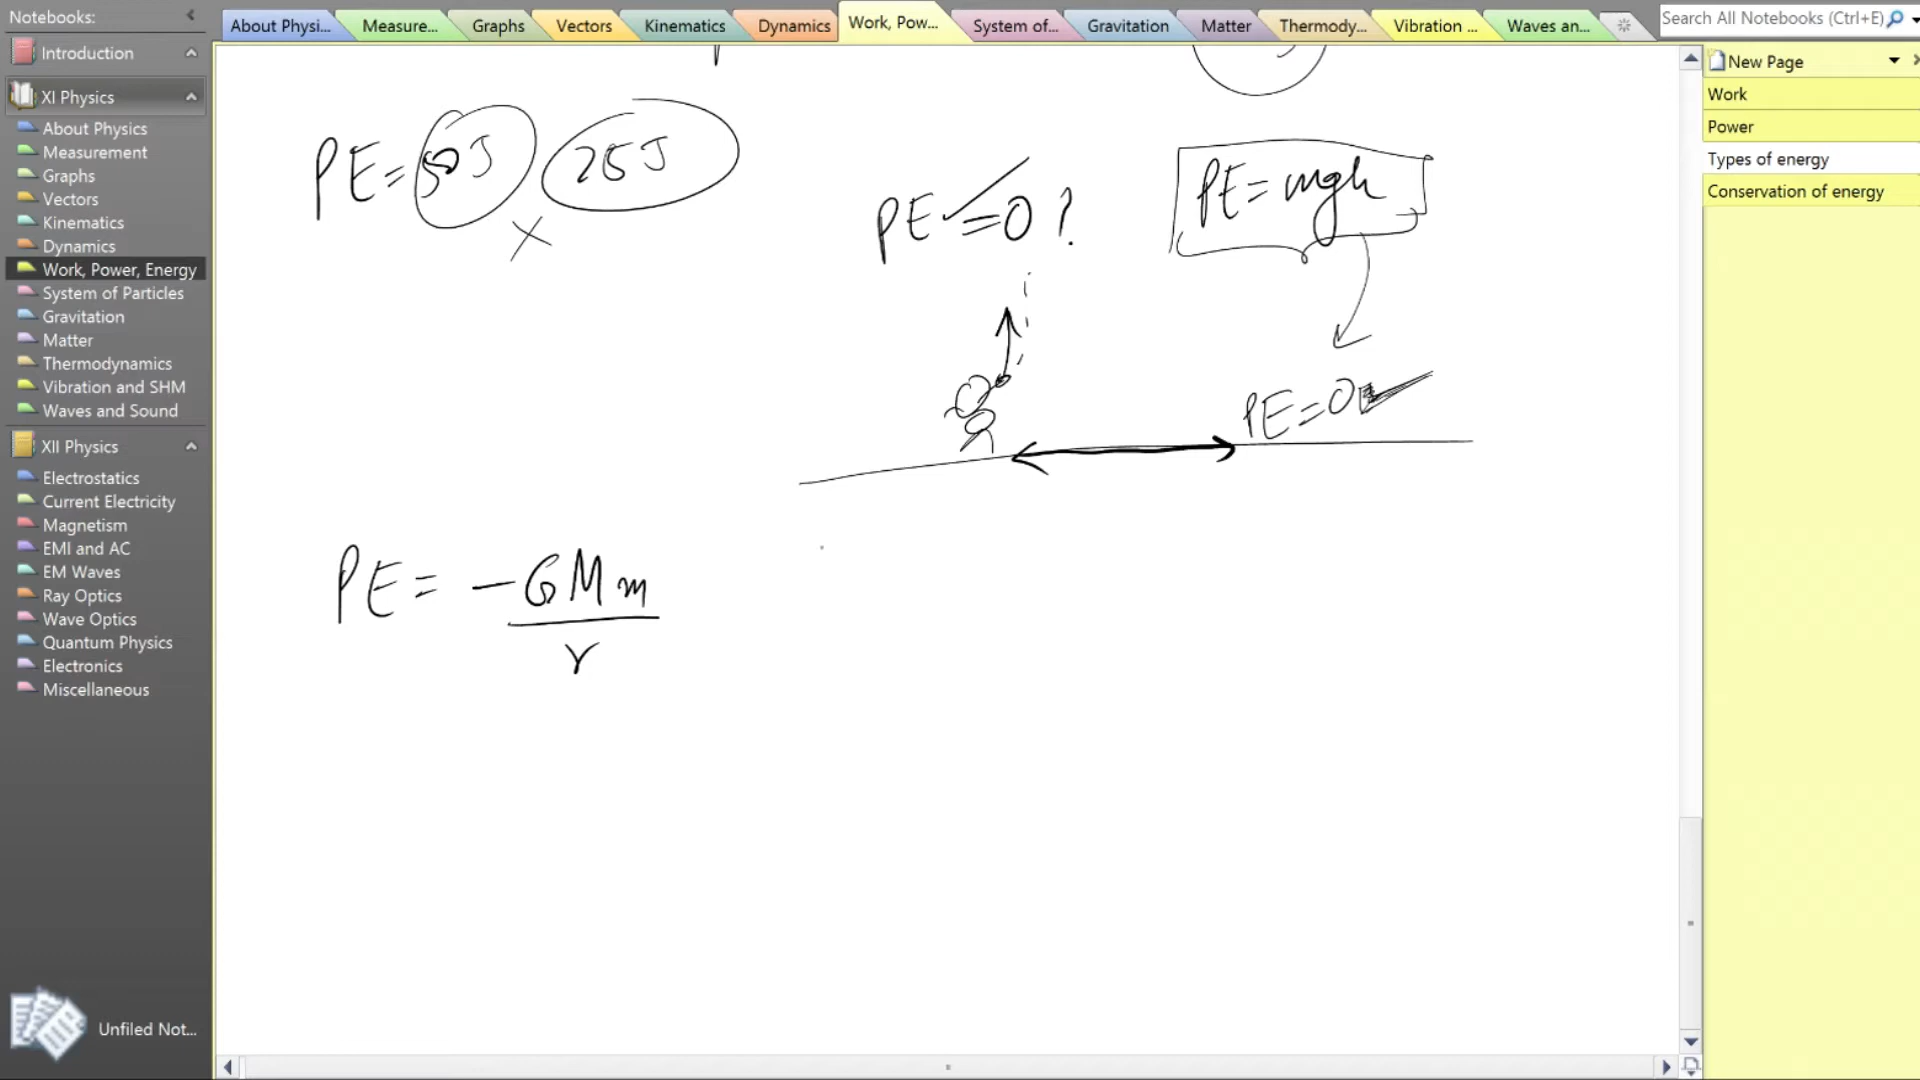 Notebooks:
Introduction
XI Physics
About Physics
Measurement
Graphs
Vectors
Kinematics
Dynamics
Work, Power, Energy
System of Particles
Gravitation
Matter
Thermodynamics
Vibration and SHM
Waves and Sound
XII Physics
Electrostatics
Current Electricity
Magnetism
EMI and AC
EM Waves
Ray Optics
Wave Optics
Quantum Physics
Electronics
Miscellaneous
Unfiled Not...
About Physi... Measure... Graphs Vectors Kinematics Dynamics Work, Pow... System of... Gravitation Matter Thermody... Vibration ... Waves an...
Search All Notebooks (Ctrl+E)
PE= 50J 25J
PE =0 ?
PE=mgh
PE=0
PE= -GMm
r
New Page
Work
Power
Types of energy
Conservation of energy